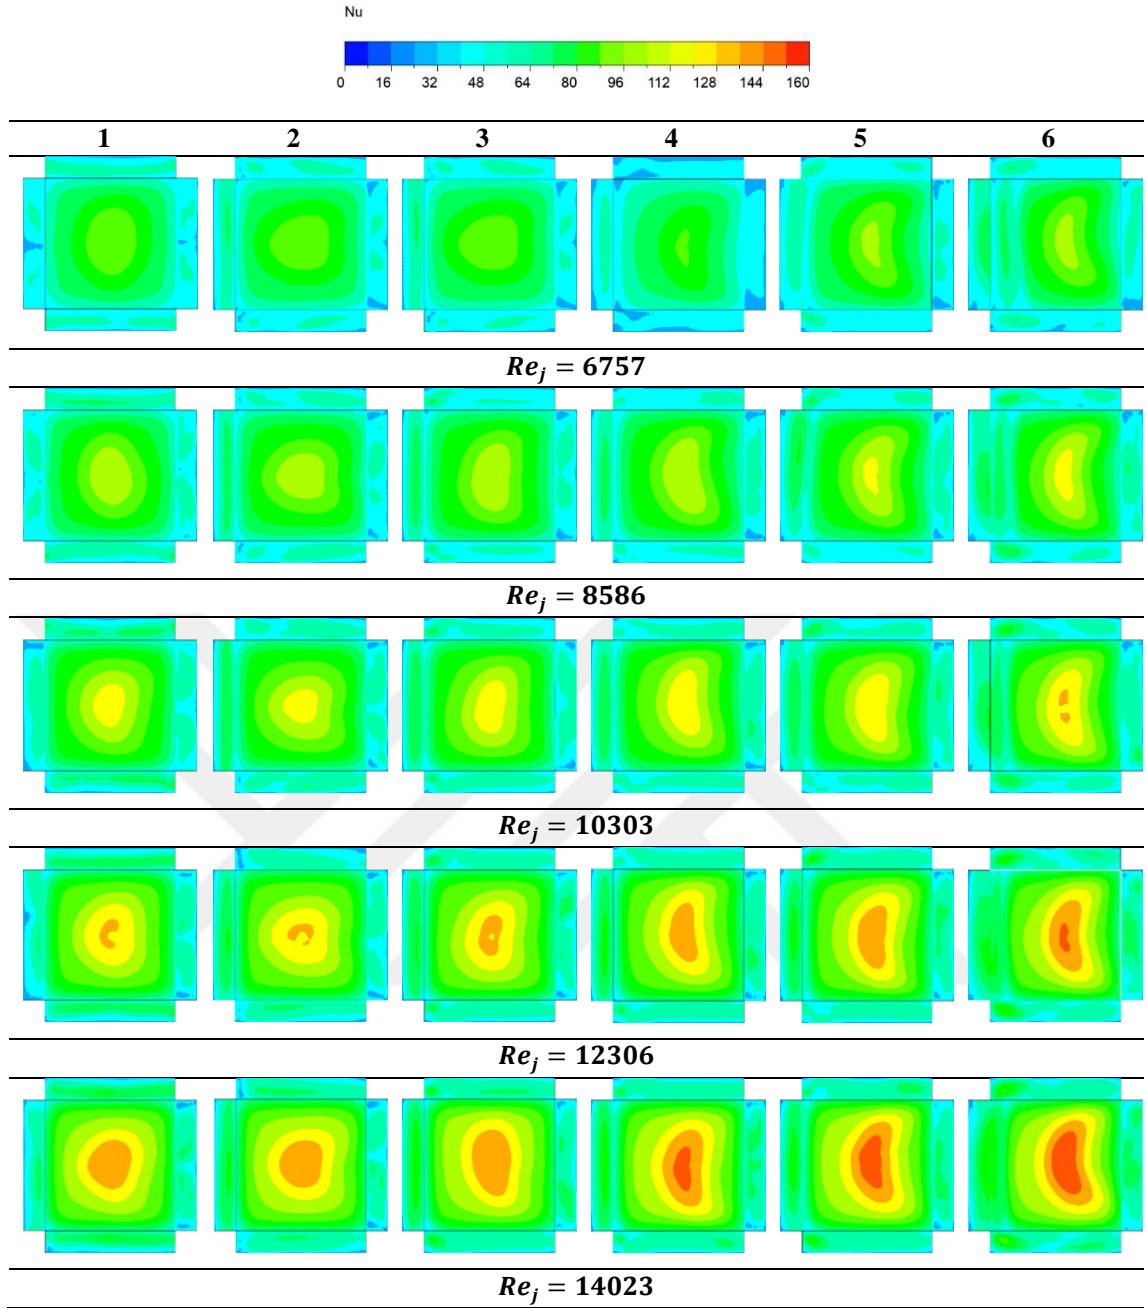 Nu
0 16 32 48 64 80 96 112 128 144 160
1 2 3 4 5 6
Re_j = 6757
Re_j = 8586
Re_j = 10303
Re_j = 12306
Re_j = 14023